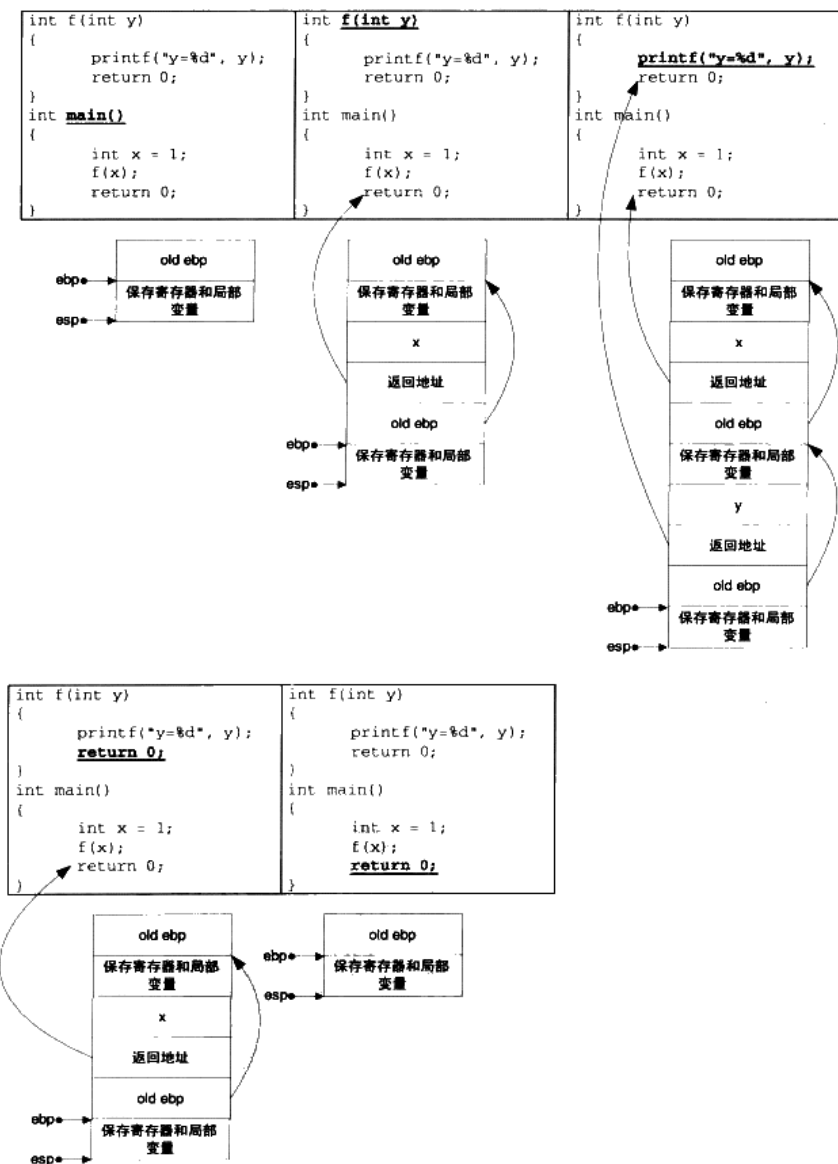 int f(int y)
{
printf("y=%d", y);
return 0;
}
int main()
{
int x = 1;
f(x);
return 0;
}
int f(int y)
{
printf("y=%d", y);
return 0;
}
int main()
{
int x = 1;
f(x);
return 0;
}
int f(int y)
{
printf("y=%d", y);
return 0;
}
int main()
{
int x = 1;
f(x);
return 0;
}
old ebp
ebp
保存寄存器和局部
变量
esp
old ebp
保存寄存器和局部
变量
x
返回地址
old ebp
ebp
保存寄存器和局部
变量
esp
old ebp
保存寄存器和局部
变量
x
返回地址
old ebp
保存寄存器和局部
变量
y
返回地址
old ebp
ebp
保存寄存器和局部
变量
esp
int f(int y)
{
printf("y=%d", y);
return 0;
}
int main()
{
int x = 1;
f(x);
return 0;
}
int f(int y)
{
printf("y=%d", y);
return 0;
}
int main()
{
int x = 1;
f(x);
return 0;
}
old ebp
保存寄存器和局部
变量
x
返回地址
old ebp
ebp
保存寄存器和局部
变量
esp
old ebp
ebp
保存寄存器和局部
变量
esp